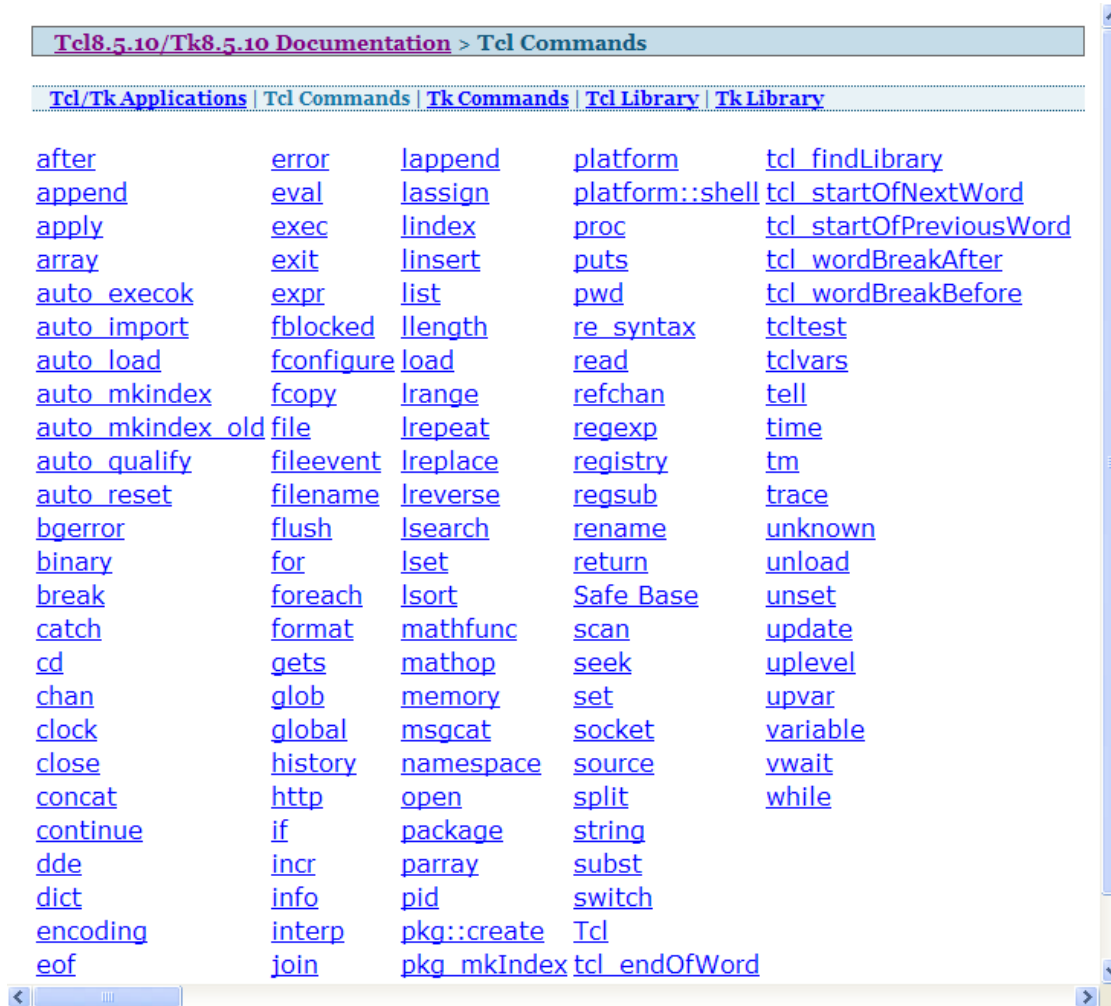 Tcl8.5.10/Tk8.5.10 Documentation > Tcl Commands
Tcl/Tk Applications | Tcl Commands | Tk Commands | Tcl Library | Tk Library
after error lappend platform tcl_findLibrary
append eval lassign platform::shell tcl_startOfNextWord
apply exec lindex proc tcl_startOfPreviousWord
array exit linsert puts tcl_wordBreakAfter
auto_execok expr list pwd tcl_wordBreakBefore
auto_import fblocked llength re_syntax tcltest
auto_load fconfigure load read tclvars
auto_mkindex fcopy lrange refchan tell
auto_mkindex_old file lrepeat regexp time
auto_qualify fileevent lreplace registry tm
auto_reset filename lreverse regsub trace
bgerror flush lsearch rename unknown
binary for lset return unload
break foreach lsort Safe Base unset
catch format mathfunc scan update
cd gets mathop seek uplevel
chan glob memory set upvar
clock global msgcat socket variable
close history namespace source vwait
concat http open split while
continue if package string
dde incr parray subst
dict info pid switch
encoding interp pkg::create Tcl
eof join pkg_mkIndex tcl_endOfWord